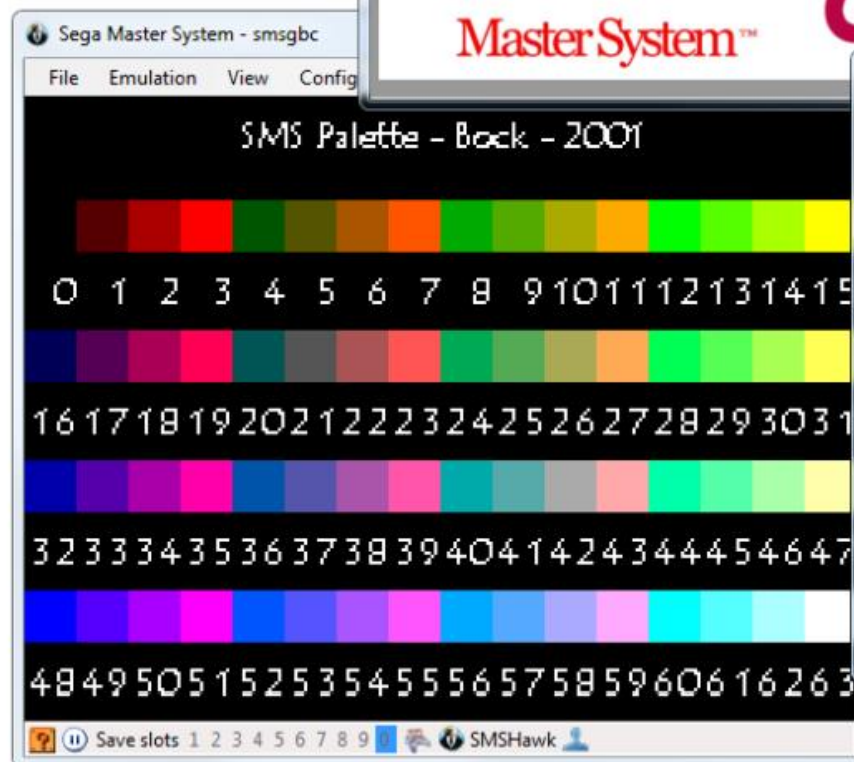 Master System™
Sega Master System - smsgbc
File Emulation View Config
SMS Palette - Bock - 2001
0 1 2 3 4 5 6 7 8 9 10 11 12 13 14 15
16 17 18 19 20 21 22 23 24 25 26 27 28 29 30 31
32 33 34 35 36 37 38 39 40 41 42 43 44 45 46 47
48 49 50 51 52 53 54 55 56 57 58 59 60 61 62 63
Save slots 1 2 3 4 5 6 7 8 9 0 SMSHawk